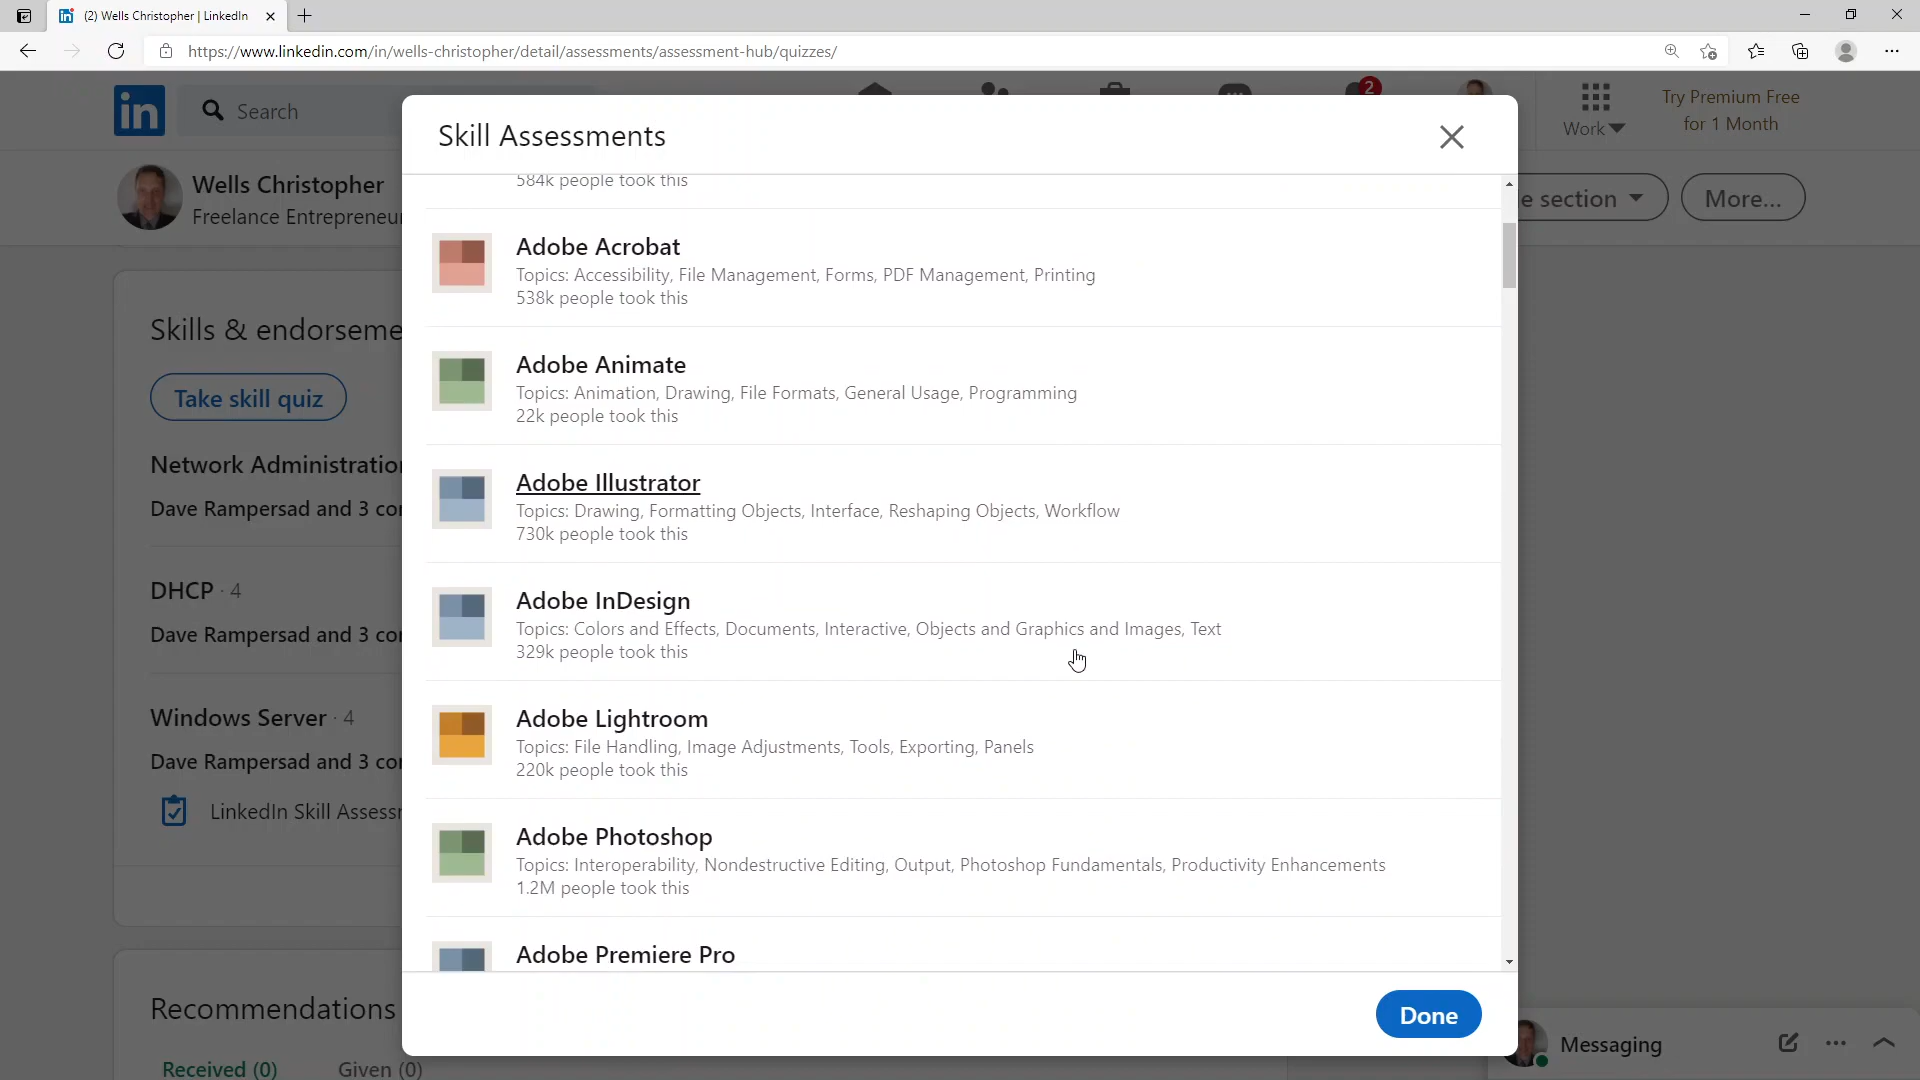 (2) Wells Christopher | LinkedIn
https://www.linkedin.com/in/wells-christopher/detail/assessments/assessment-hub/quizzes/
in
Search
2
Work
Try Premium Free
for 1 Month
Wells Christopher
Freelance Entrepreneu
e section
More...
Skills & endorseme
Take skill quiz
Network Administratio
Dave Rampersad and 3 co
DHCP · 4
Dave Rampersad and 3 co
Windows Server · 4
Dave Rampersad and 3 co
LinkedIn Skill Assess
Recommendations
Received (0)
Given (0)
Skill Assessments
584k people took this
Adobe Acrobat
Topics: Accessibility, File Management, Forms, PDF Management, Printing
538k people took this
Adobe Animate
Topics: Animation, Drawing, File Formats, General Usage, Programming
22k people took this
Adobe Illustrator
Topics: Drawing, Formatting Objects, Interface, Reshaping Objects, Workflow
730k people took this
Adobe InDesign
Topics: Colors and Effects, Documents, Interactive, Objects and Graphics and Images, Text
329k people took this
Adobe Lightroom
Topics: File Handling, Image Adjustments, Tools, Exporting, Panels
220k people took this
Adobe Photoshop
Topics: Interoperability, Nondestructive Editing, Output, Photoshop Fundamentals, Productivity Enhancements
1.2M people took this
Adobe Premiere Pro
Done
Messaging